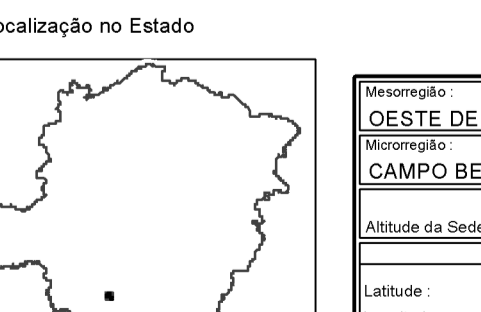 ocalização no Estado
Mesorregião :
OESTE DE
Microrregião :
CAMPO BE
Altitude da Sede
Latitude :